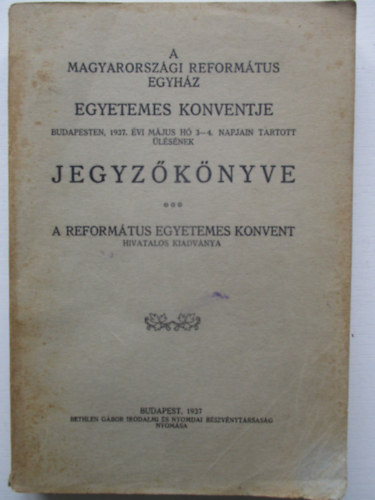 A
MAGYARORSZÁGI REFORMÁTUS
EGYHÁZ
EGYETEMES KONVENTJE
BUDAPESTEN, 1937. ÉVI MÁJUS HÓ 3—4. NAPJAIN TARTOTT
ÜLÉSÉNEK
JEGYZŐKÖNYVE
A REFORMÁTUS EGYETEMES KONVENT
HIVATALOS KIADVÁNYA
BUDAPEST, 1937
BETHLEN GÁBOR IRODALMI ÉS NYOMDAI RÉSZVÉNYTÁRSASÁG
NYOMÁSA